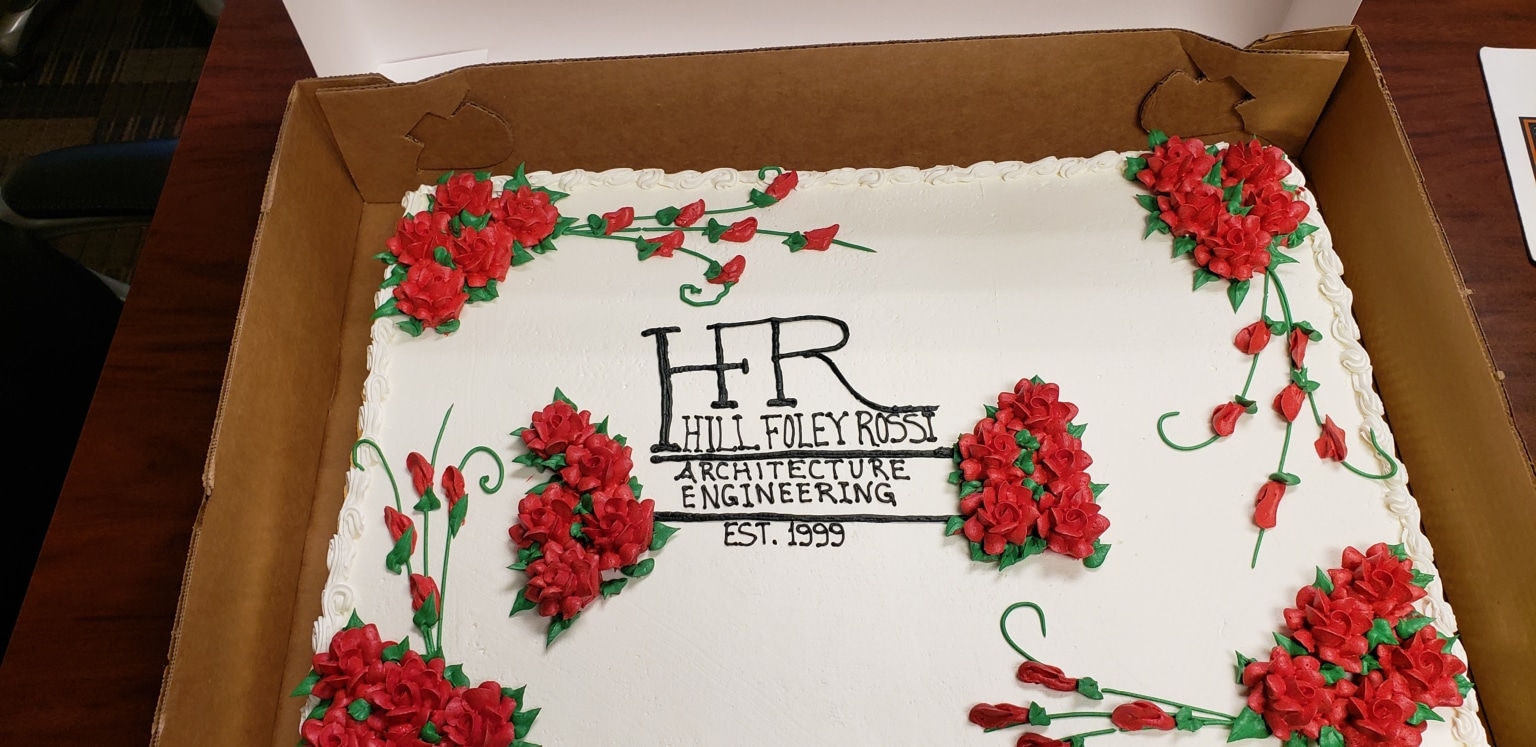 HFR
HILL FOLEY ROSSI
ARCHITECTURE
ENGINEERING
EST. 1999